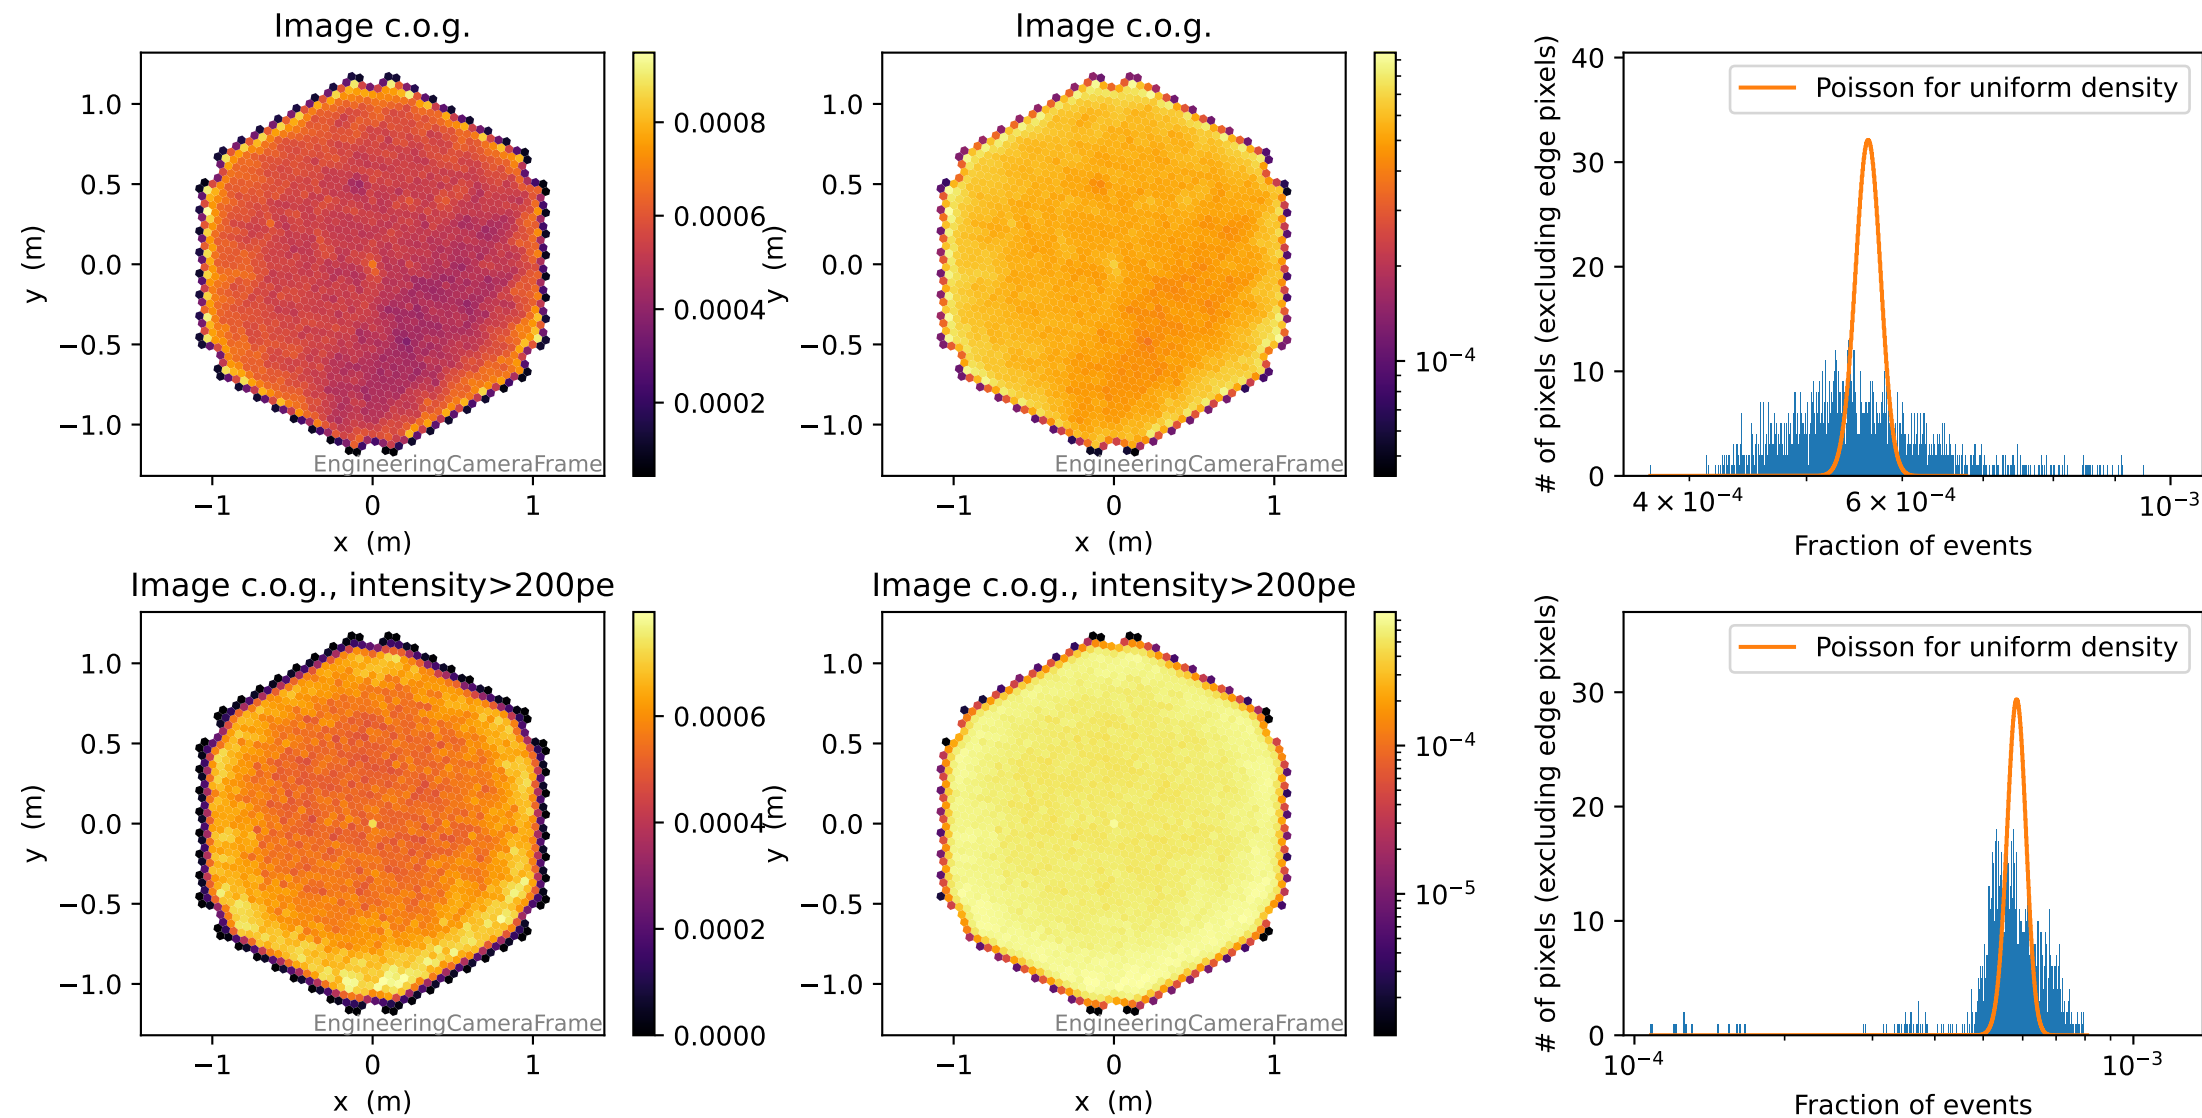 Image c.o.g.
y (m)
1.0
0.5
0.0
−0.5
−1.0
EngineeringCameraFrame
−1 0 1
x (m)
0.0008
0.0006
0.0004
0.0002
Image c.o.g.
y (m)
1.0
0.5
0.0
−0.5
−1.0
EngineeringCameraFrame
−1 0 1
x (m)
10⁻⁴
# of pixels (excluding edge pixels)
40
30
20
10
0
Poisson for uniform density
4 × 10⁻⁴ 6 × 10⁻⁴ 10⁻³
Fraction of events
Image c.o.g., intensity>200pe
y (m)
1.0
0.5
0.0
−0.5
−1.0
EngineeringCameraFrame
−1 0 1
x (m)
0.0006
0.0004
0.0002
0.0000
Image c.o.g., intensity>200pe
y (m)
1.0
0.5
0.0
−0.5
−1.0
EngineeringCameraFrame
−1 0 1
x (m)
10⁻⁴
10⁻⁵
# of pixels (excluding edge pixels)
30
20
10
0
Poisson for uniform density
10⁻⁴ 10⁻³
Fraction of events